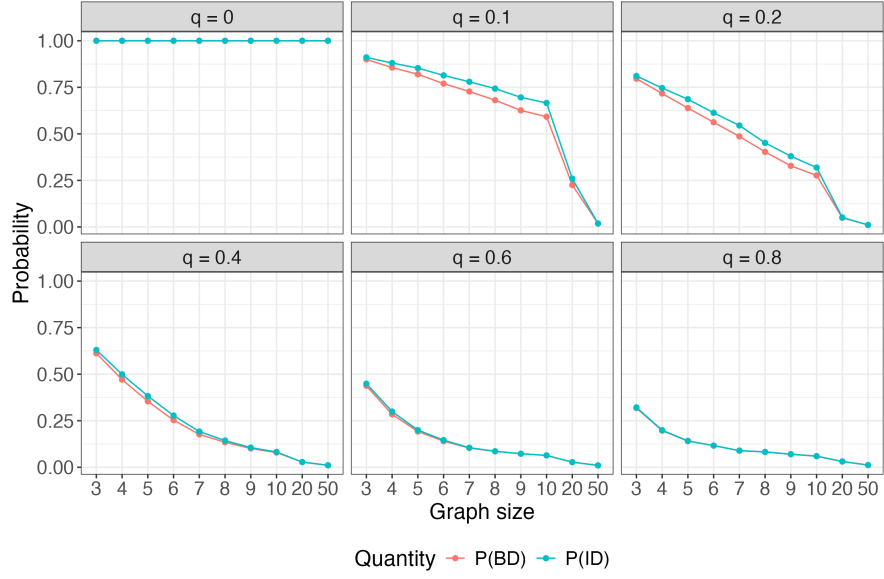 q = 0 q = 0.1 q = 0.2
1.00
0.75
0.50
0.25
0.00
q = 0.4 q = 0.6 q = 0.8
1.00
0.75
0.50
0.25
0.00
3 4 5 6 7 8 9 10 20 50 3 4 5 6 7 8 9 10 20 50 3 4 5 6 7 8 9 10 20 50
Probability
Graph size
Quantity P(BD) P(ID)